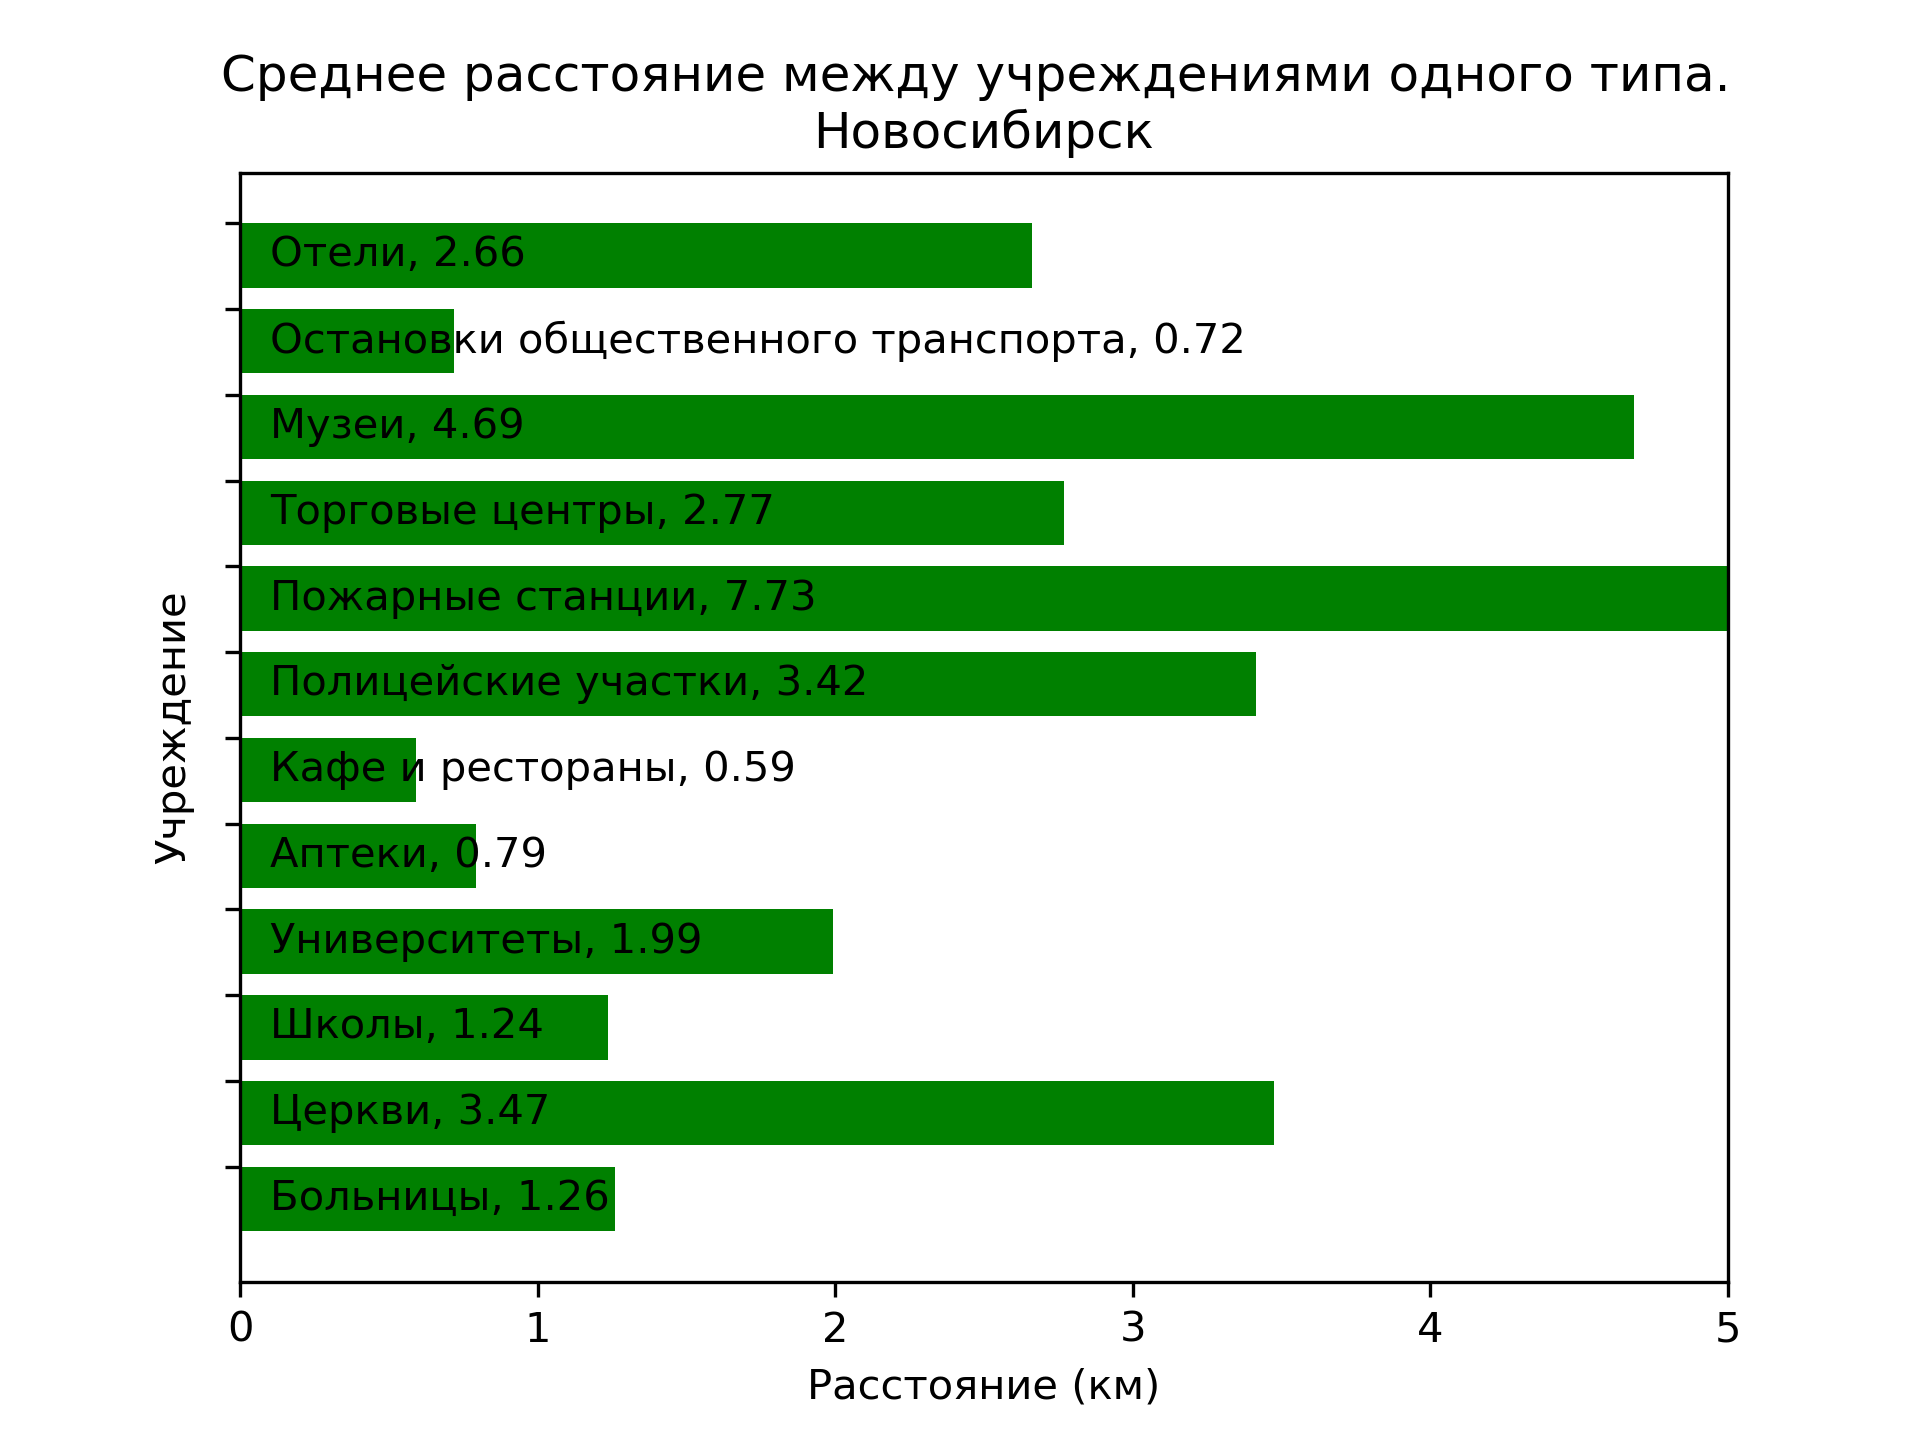 Среднее расстояние между учреждениями одного типа.
Новосибирск
Отели, 2.66
Остановки общественного транспорта, 0.72
Музеи, 4.69
Торговые центры, 2.77
Пожарные станции, 7.73
Полицейские участки, 3.42
Кафе и рестораны, 0.59
Аптеки, 0.79
Университеты, 1.99
Школы, 1.24
Церкви, 3.47
Больницы, 1.26
Учреждение
0 1 2 3 4 5
Расстояние (км)